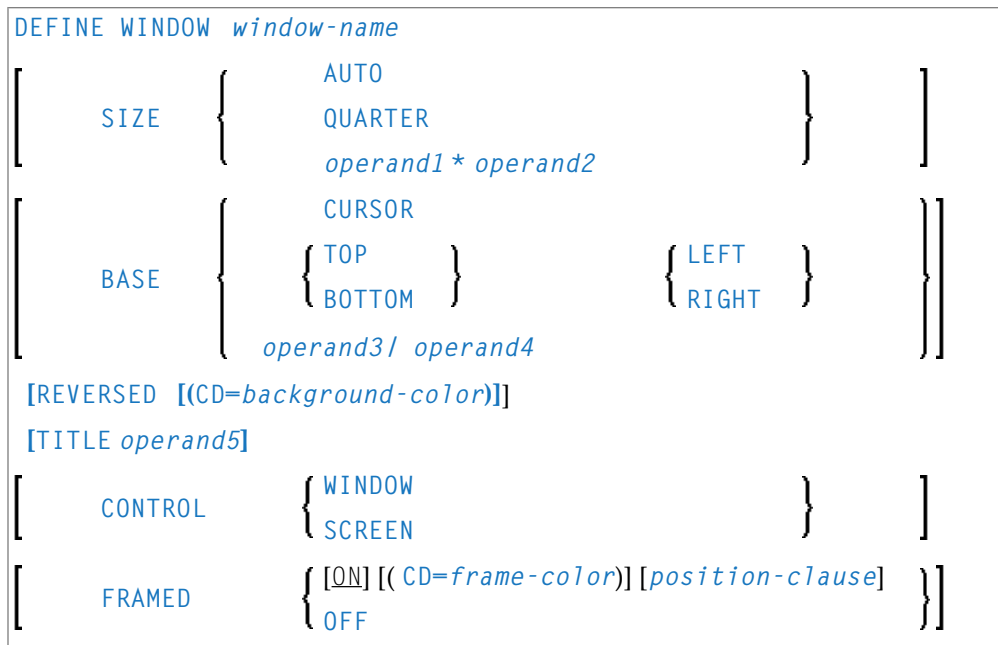 DEFINE WINDOW window-name
AUTO
SIZE QUARTER
operand1 * operand2
CURSOR
TOP LEFT
BASE
BOTTOM RIGHT
operand3/ operand4
[REVERSED [(CD=background-color)]]
[TITLE operand5]
WINDOW
CONTROL
SCREEN
[ON] [( CD=frame-color)] [position-clause]
FRAMED
OFF